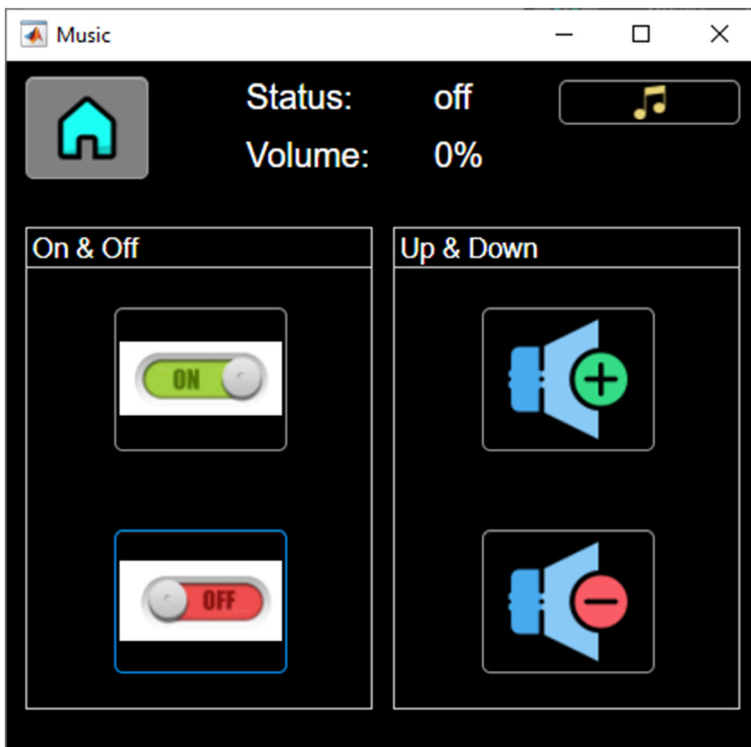 Music
Status: off
Volume: 0%
On & Off
Up & Down
ON
OFF